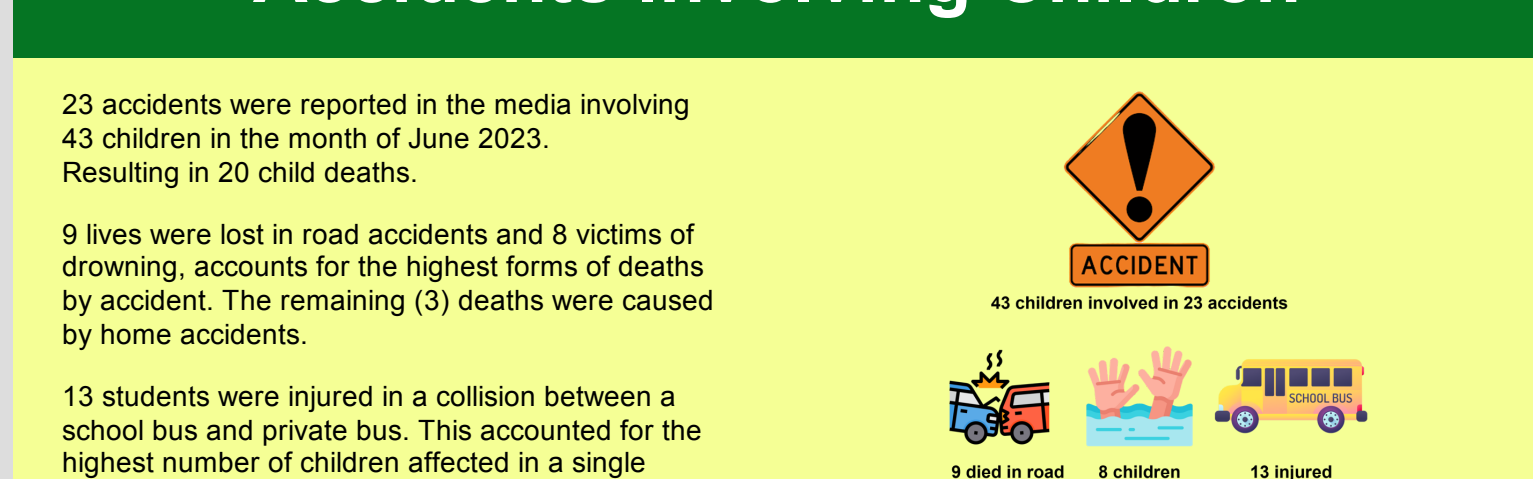 Accidents Involving Children
23 accidents were reported in the media involving
43 children in the month of June 2023.
Resulting in 20 child deaths.
9 lives were lost in road accidents and 8 victims of
drowning, accounts for the highest forms of deaths
by accident. The remaining (3) deaths were caused
by home accidents.
13 students were injured in a collision between a
school bus and private bus. This accounted for the
highest number of children affected in a single
ACCIDENT
43 children involved in 23 accidents
SCHOOL BUS
9 died in road
8 children
13 injured